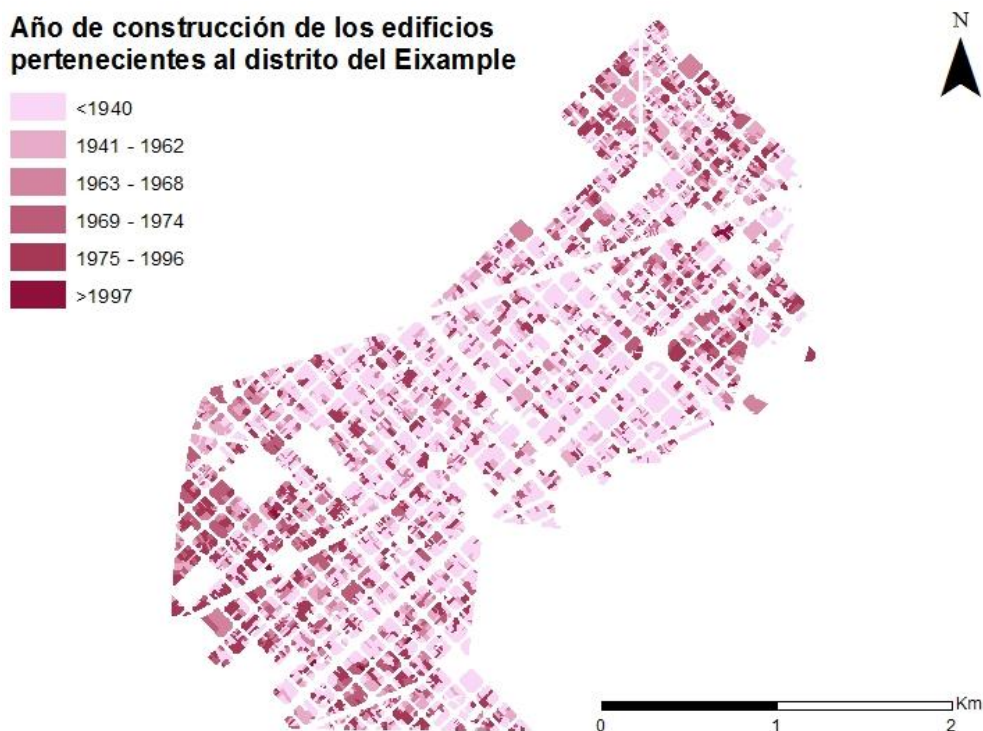 Año de construcción de los edificios
pertenecientes al distrito del Eixample
<1940
1941 - 1962
1963 - 1968
1969 - 1974
1975 - 1996
>1997
N
Km
0 1 2